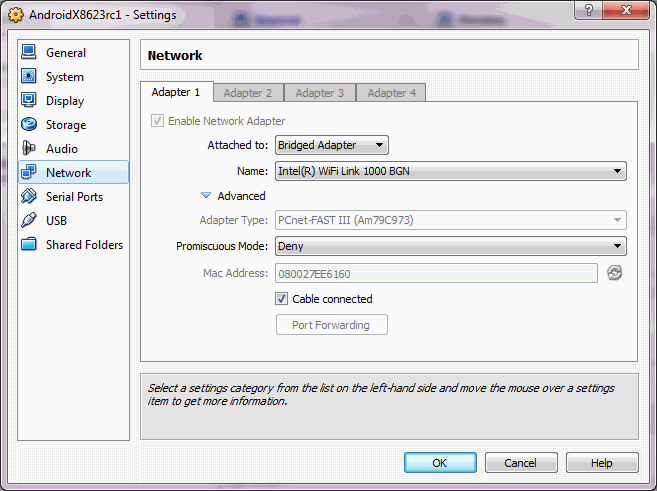 AndroidX8623rc1 - Settings
?
General
System
Display
Storage
Audio
Network
Serial Ports
USB
Shared Folders
Network
Adapter 1 Adapter 2 Adapter 3 Adapter 4
Enable Network Adapter
Attached to: Bridged Adapter
Name: Intel(R) WiFi Link 1000 BGN
Advanced
Adapter Type: PCnet-FAST III (Am79C973)
Promiscuous Mode: Deny
Mac Address: 080027EE6160
Cable connected
Port Forwarding
Select a settings category from the list on the left-hand side and move the mouse over a settings
item to get more information.
OK Cancel Help